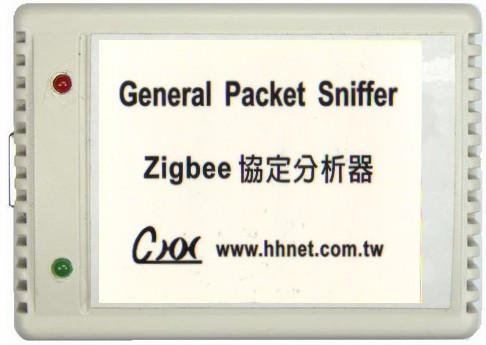 General Packet Sniffer
Zigbee 協定分析器
www.hhnet.com.tw